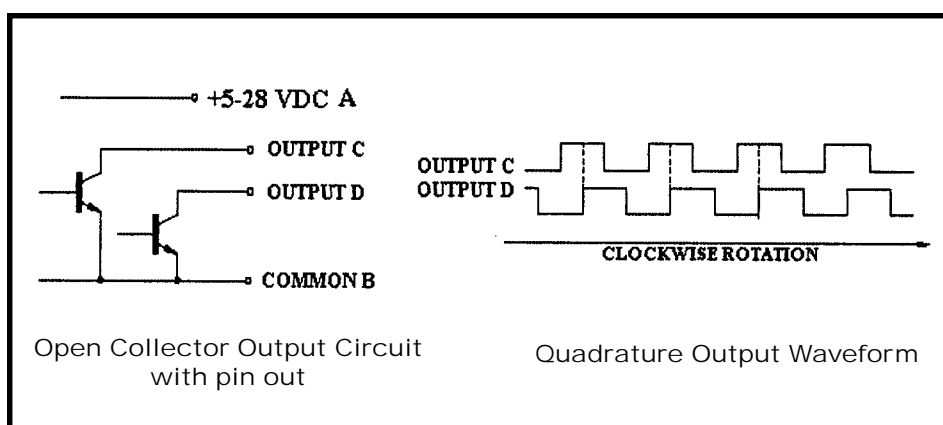 +5-28 VDC A
OUTPUT C
OUTPUT D
COMMON B
Open Collector Output Circuit
with pin out
OUTPUT C
OUTPUT D
CLOCKWISE ROTATION
Quadrature Output Waveform